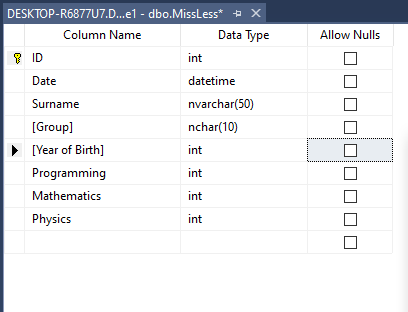 DESKTOP-R6877U7.D...e1 - dbo.MissLess*
Column Name Data Type Allow Nulls
ID int
Date datetime
Surname nvarchar(50)
[Group] nchar(10)
[Year of Birth] int
Programming int
Mathematics int
Physics int